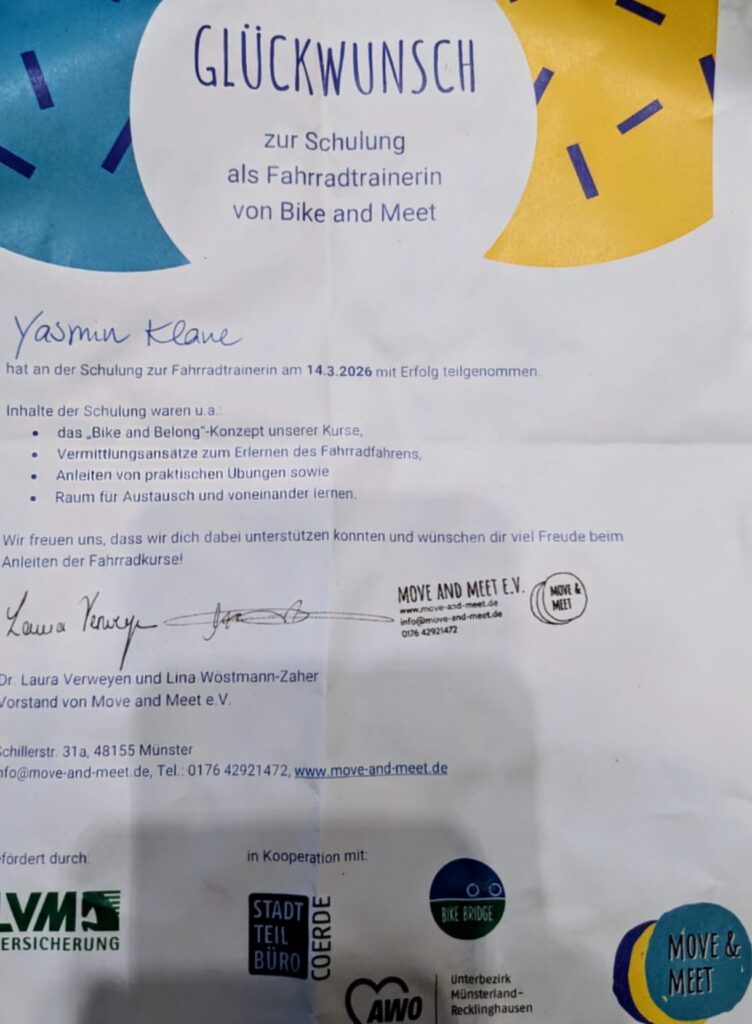 GLÜCKWUNSCH
zur Schulung
als Fahrradtrainerin
von Bike and Meet
Yasmin Klane
hat an der Schulung zur Fahrradtrainerin am 14.3.2026 mit Erfolg teilgenommen.
Inhalte der Schulung waren u.a.:
• das „Bike and Belong“-Konzept unserer Kurse,
• Vermittlungsansätze zum Erlernen des Fahrradfahrens,
• Anleiten von praktischen Übungen sowie
• Raum für Austausch und voneinander lernen.
Wir freuen uns, dass wir dich dabei unterstützen konnten und wünschen dir viel Freude beim
Anleiten der Fahrradkurse!
Laura Verweyen
MOVE AND MEET E.V.
www.move-and-meet.de
info@move-and-meet.de
0176 42921472
MOVE &
MEET
Dr. Laura Verweyen und Lina Wöstmann-Zaher
Vorstand von Move and Meet e.V.
Schillerstr. 31a, 48155 Münster
nfo@move-and-meet.de, Tel.: 0176 42921472, www.move-and-meet.de
efördert durch:
in Kooperation mit:
LVM
ERSICHERUNG
STADT
TEIL
BÜRO
COERDE
BIKE BRIDGE
AWO
Unterbezirk
Münsterland-
Recklinghausen
MOVE &
MEET